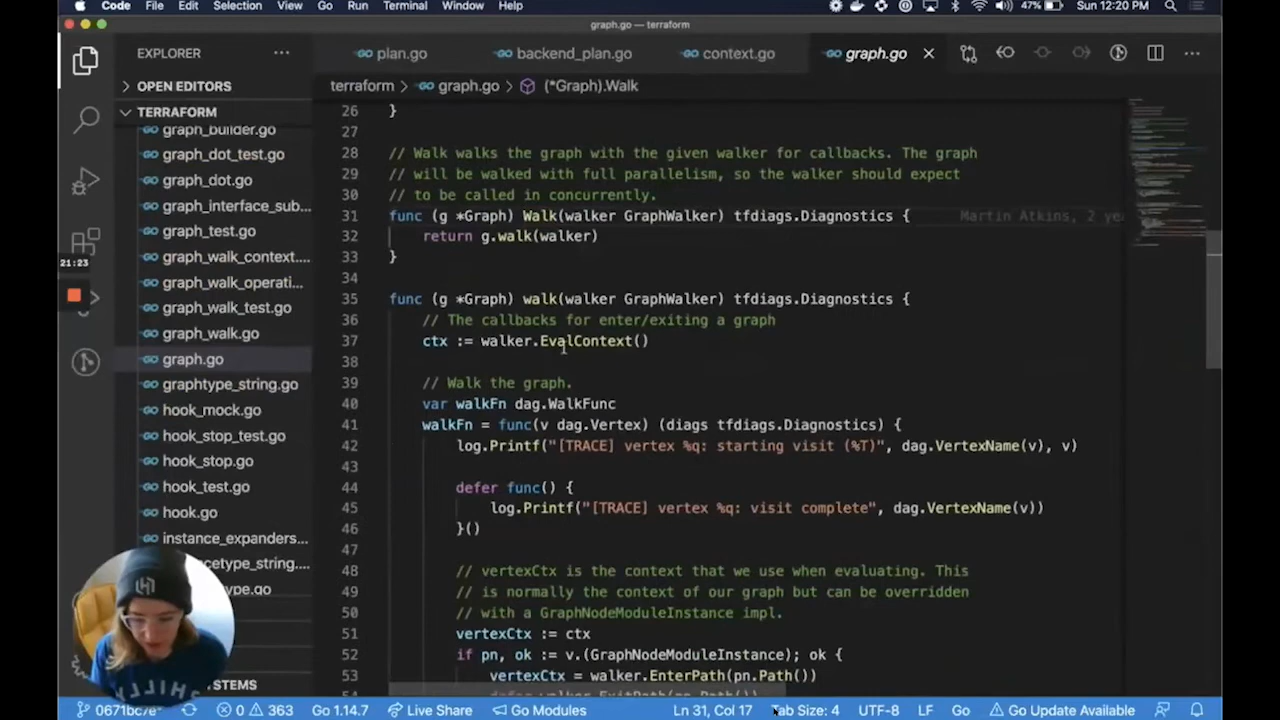 Code File Edit Selection View Go Run Terminal Window Help 47% Sun 12:20 PM
graph.go — terraform
EXPLORER
plan.go
backend_plan.go
context.go
graph.go
OPEN EDITORS
TERRAFORM
terraform > graph.go > (*Graph).Walk
graph_builder.go
graph_dot_test.go
graph_dot.go
graph_interface_sub...
graph_test.go
graph_walk_context....
graph_walk_operati...
graph_walk_test.go
graph_walk.go
graph.go
graphtype_string.go
hook_mock.go
hook_stop_test.go
hook_stop.go
hook_test.go
hook.go
instance_expanders...
21:23
26 }
27
28 // Walk walks the graph with the given walker for callbacks. The graph
29 // will be walked with full parallelism, so the walker should expect
30 // to be called in concurrently.
31 func (g *Graph) Walk(walker GraphWalker) tfdiags.Diagnostics { Martin Atkins, 2 ye
32 return g.walk(walker)
33 }
34
35 func (g *Graph) walk(walker GraphWalker) tfdiags.Diagnostics {
36 // The callbacks for enter/exiting a graph
37 ctx := walker.EvalContext()
38
39 // Walk the graph.
40 var walkFn dag.WalkFunc
41 walkFn = func(v dag.Vertex) (diags tfdiags.Diagnostics) {
42 log.Printf("[TRACE] vertex %q: starting visit (%T)", dag.VertexName(v), v)
43
44 defer func() {
45 log.Printf("[TRACE] vertex %q: visit complete", dag.VertexName(v))
46 }()
47
48 // vertexCtx is the context that we use when evaluating. This
49 // is normally the context of our graph but can be overridden
50 // with a GraphNodeModuleInstance impl.
51 vertexCtx := ctx
52 if pn, ok := v.(GraphNodeModuleInstance); ok {
53 vertexCtx = walker.EnterPath(pn.Path())
54 defer walker.ExitPath(pn.Path())
0671bc7e* 0 363 Go 1.14.7 Live Share Go Modules Ln 31, Col 17 Tab Size: 4 UTF-8 LF Go Go Update Available